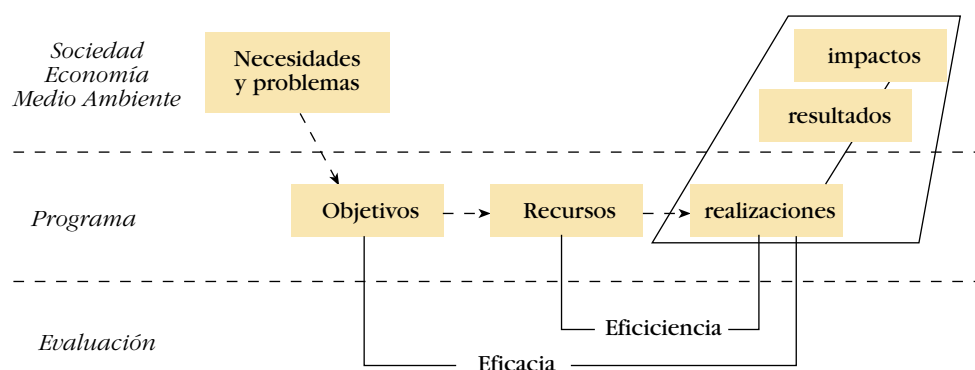 Sociedad
Economía
Medio Ambiente
Necesidades
y problemas
impactos
resultados
Programa
Objetivos
Recursos
realizaciones
Evaluación
Eficiciencia
Eficacia